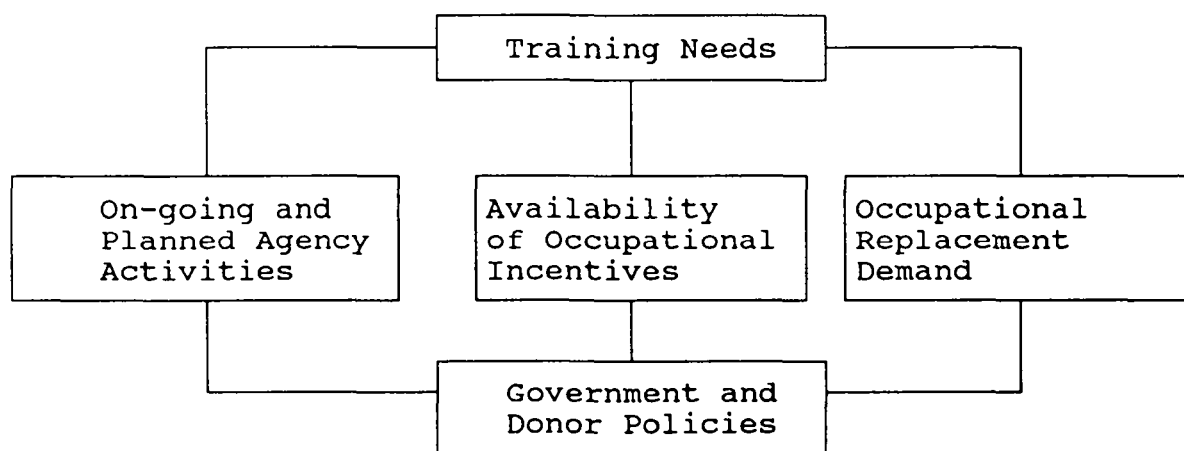 Training Needs
On-going and
Planned Agency
Activities
Availability
of Occupational
Incentives
Occupational
Replacement
Demand
Government and
Donor Policies